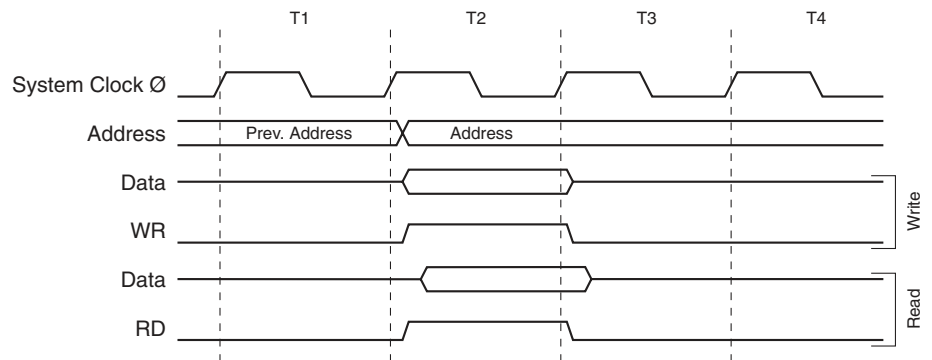 T1 T2 T3 T4
System Clock Ø
Address Prev. Address Address
Data
WR
Write
Data
RD
Read